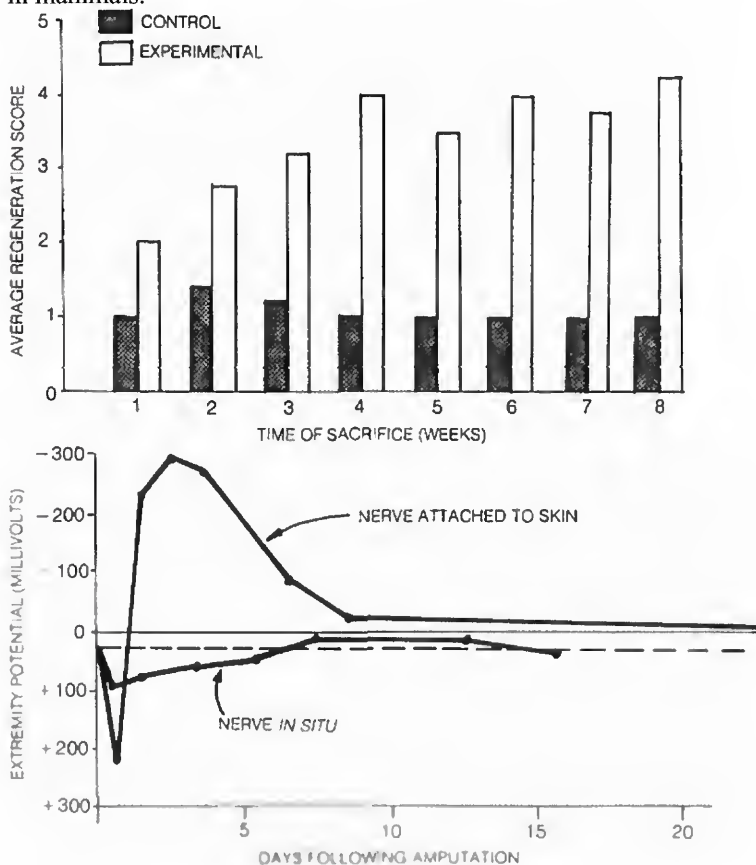 in mammals.
CONTROL
EXPERIMENTAL
AVERAGE REGENERATION SCORE
5
4
3
2
1
0
1 2 3 4 5 6 7 8
TIME OF SACRIFICE (WEEKS)
EXTREMITY POTENTIAL (MILLIVOLTS)
−300
−200
100
0
+100
+200
+300
NERVE ATTACHED TO SKIN
NERVE IN SITU
5 10 15 20
DAYS FOLLOWING AMPUTATION